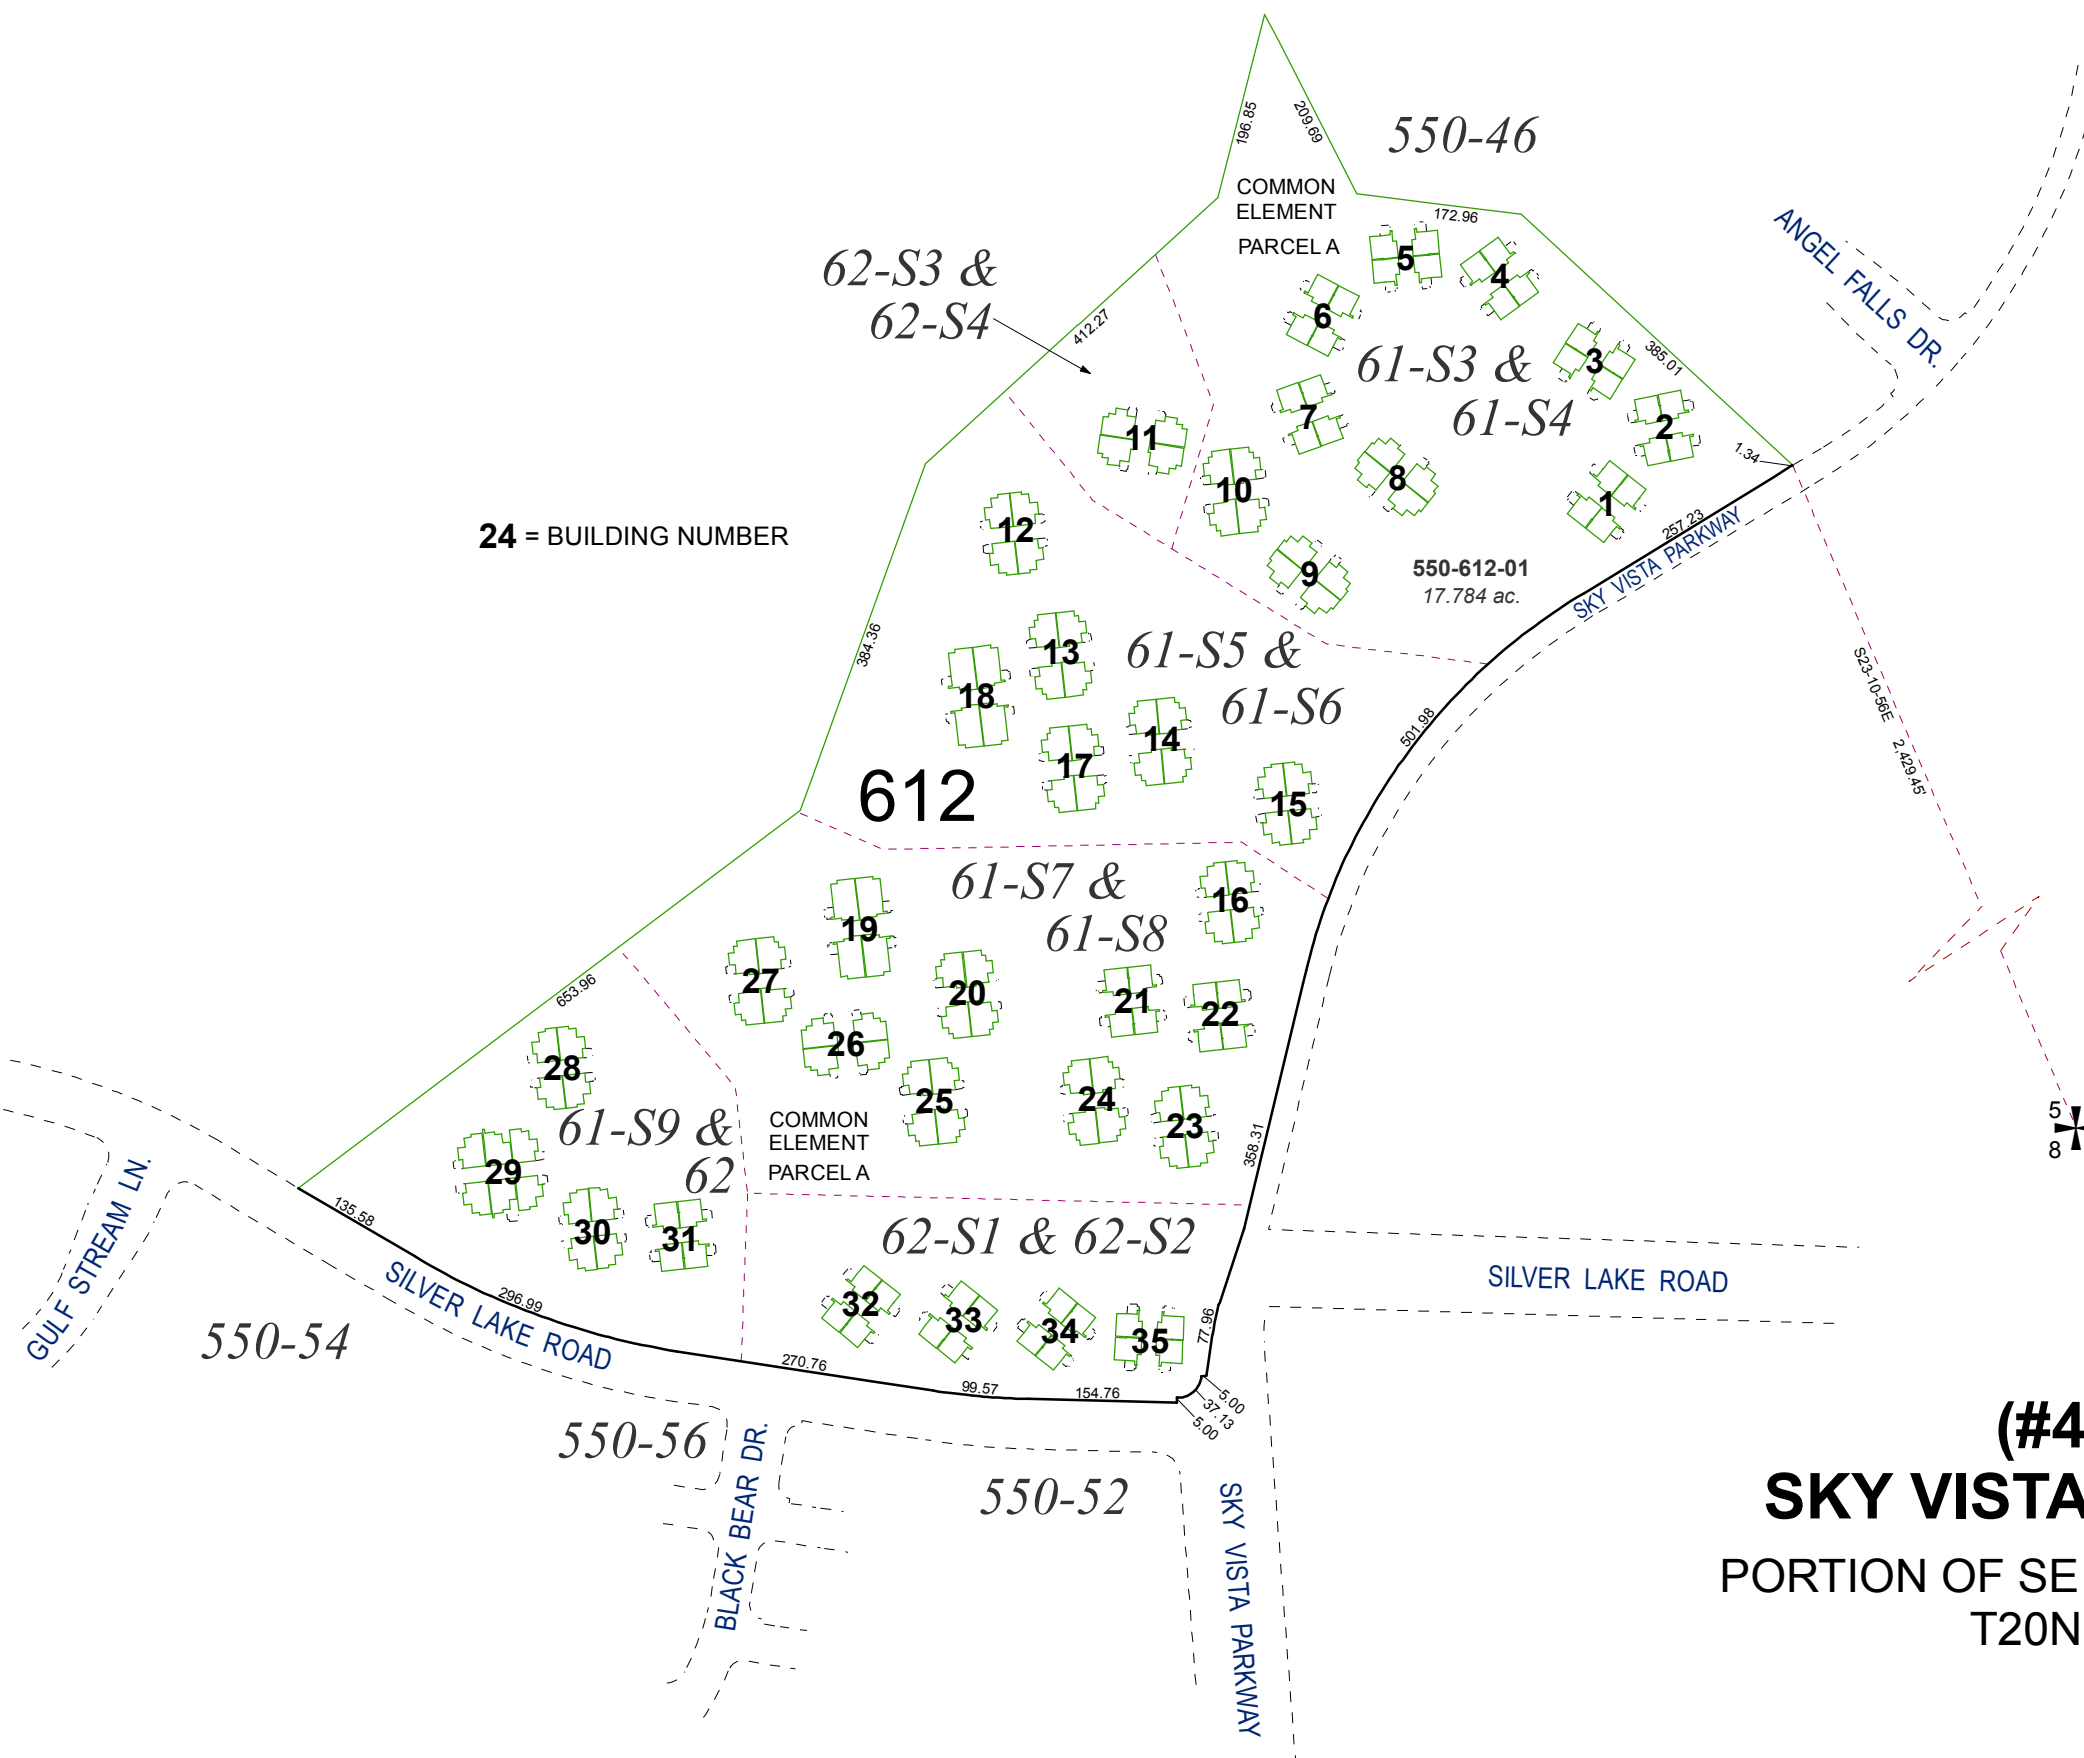 196.85
209.69
550-46
COMMON
ELEMENT
PARCEL A
172.96
ANGEL FALLS DR.
62-S3 &
62-S4
412.27
5
4
6
3
61-S3 &
61-S4
385.01
7
2
1.34
11
8
10
1
257.23
SKY VISTA PARKWAY
12
24 = BUILDING NUMBER
9
550-612-01
17.784 ac.
384.36
13
61-S5 &
61-S6
18
14
17
501.98
S23-10-56E
2,429.45'
612
15
61-S7 &
61-S8
16
19
27
20
21
22
653.96
26
28
25
24
23
61-S9 &
62
COMMON
ELEMENT
PARCEL A
358.31
5
8
29
30
31
135.58
62-S1 & 62-S2
GULF STREAM LN.
SILVER LAKE ROAD
296.99
SILVER LAKE ROAD
32
33
34
35
77.96
550-54
270.76
99.57
154.76
5.00
37.13
5.00
550-56
BLACK BEAR DR.
550-52
SKY VISTA PARKWAY
(#4
SKY VISTA
PORTION OF SE
T20N